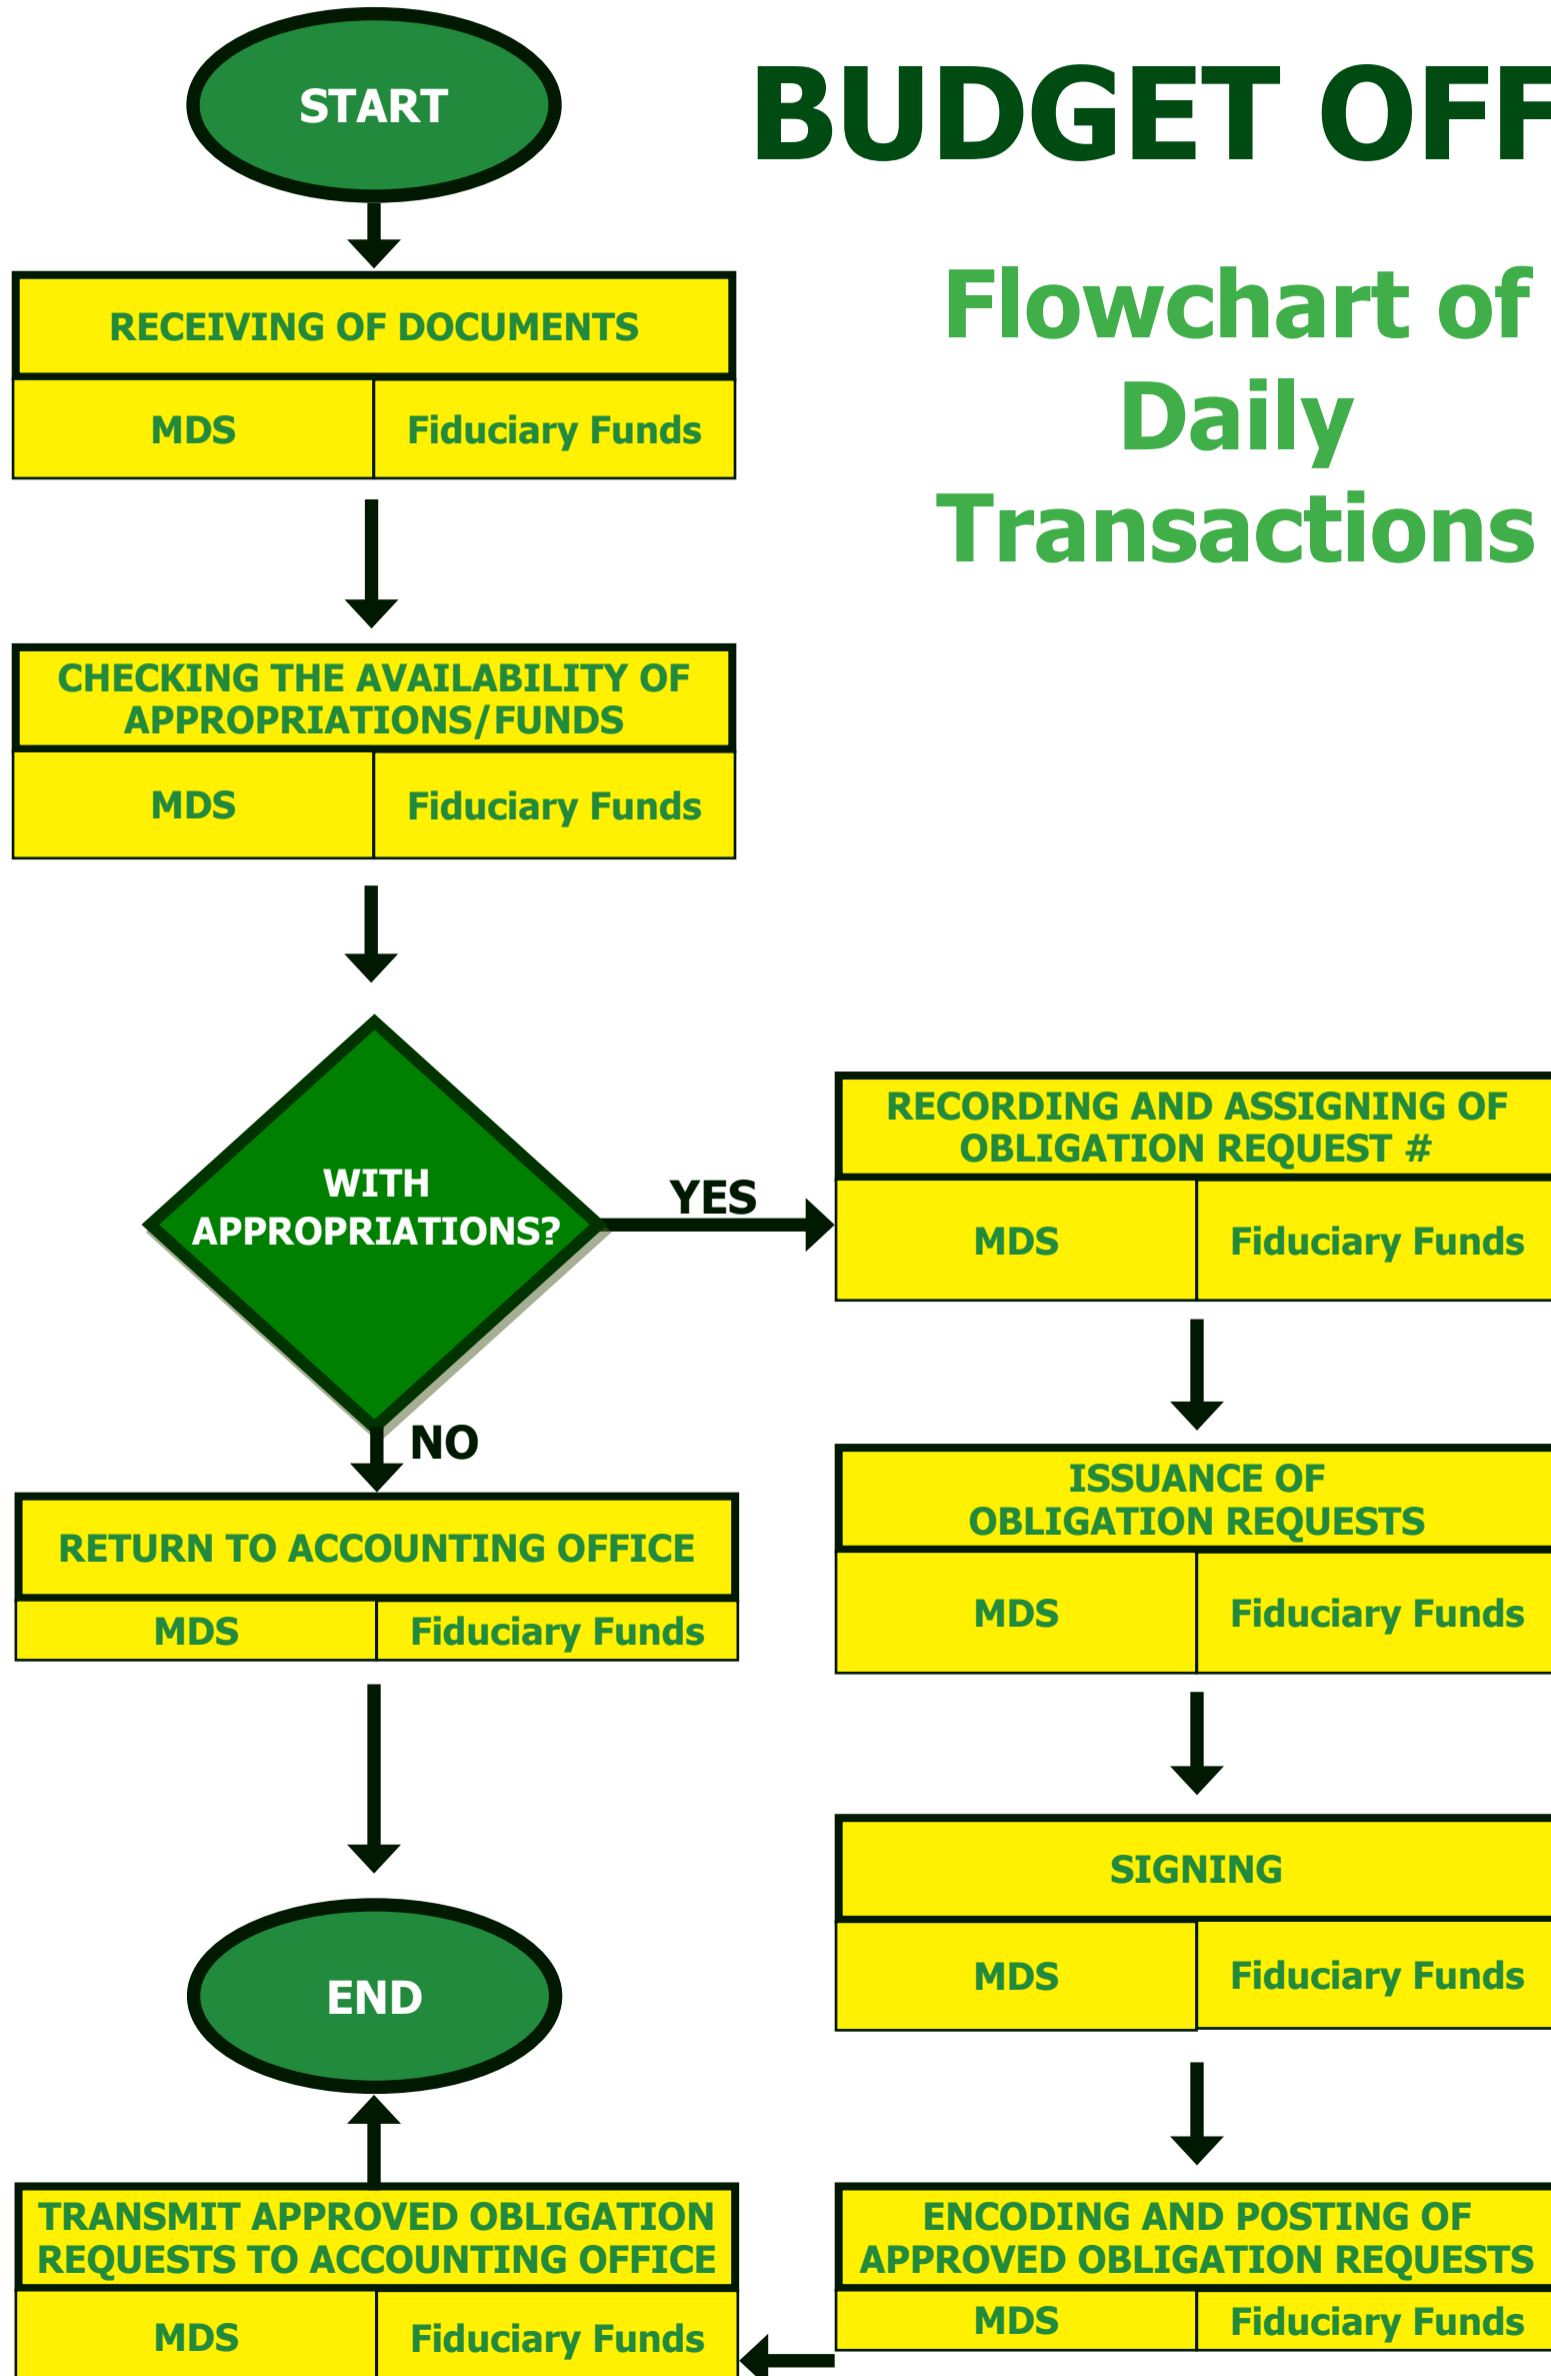 START
BUDGET OFF
Flowchart of
Daily
Transactions
RECEIVING OF DOCUMENTS
MDS
Fiduciary Funds
CHECKING THE AVAILABILITY OF
APPROPRIATIONS/FUNDS
MDS
Fiduciary Funds
WITH
APPROPRIATIONS?
YES
RECORDING AND ASSIGNING OF
OBLIGATION REQUEST #
MDS
Fiduciary Funds
NO
RETURN TO ACCOUNTING OFFICE
MDS
Fiduciary Funds
ISSUANCE OF
OBLIGATION REQUESTS
MDS
Fiduciary Funds
SIGNING
MDS
Fiduciary Funds
END
ENCODING AND POSTING OF
APPROVED OBLIGATION REQUESTS
MDS
Fiduciary Funds
TRANSMIT APPROVED OBLIGATION
REQUESTS TO ACCOUNTING OFFICE
MDS
Fiduciary Funds